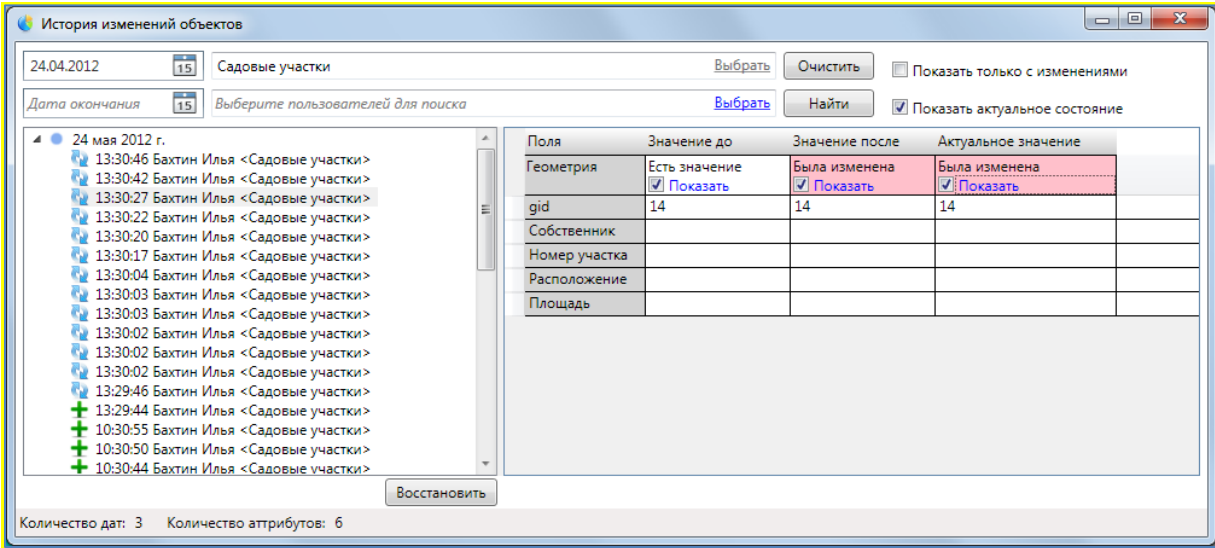 История изменений объектов
24.04.2012 15 Садовые участки Выбрать Очистить Показать только с изменениями
Дата окончания 15 Выберите пользователей для поиска Выбрать Найти Показать актуальное состояние
24 мая 2012 г.
13:30:46 Бахтин Илья <Садовые участки>
13:30:42 Бахтин Илья <Садовые участки>
13:30:27 Бахтин Илья <Садовые участки>
13:30:22 Бахтин Илья <Садовые участки>
13:30:20 Бахтин Илья <Садовые участки>
13:30:17 Бахтин Илья <Садовые участки>
13:30:04 Бахтин Илья <Садовые участки>
13:30:03 Бахтин Илья <Садовые участки>
13:30:03 Бахтин Илья <Садовые участки>
13:30:02 Бахтин Илья <Садовые участки>
13:30:02 Бахтин Илья <Садовые участки>
13:30:02 Бахтин Илья <Садовые участки>
13:29:46 Бахтин Илья <Садовые участки>
13:29:44 Бахтин Илья <Садовые участки>
10:30:55 Бахтин Илья <Садовые участки>
10:30:50 Бахтин Илья <Садовые участки>
10:30:44 Бахтин Илья <Садовые участки>
Поля Значение до Значение после Актуальное значение
Геометрия Есть значение Была изменена Была изменена
Показать Показать Показать
gid 14 14 14
Собственник
Номер участка
Расположение
Площадь
Восстановить
Количество дат: 3 Количество аттрибутов: 6